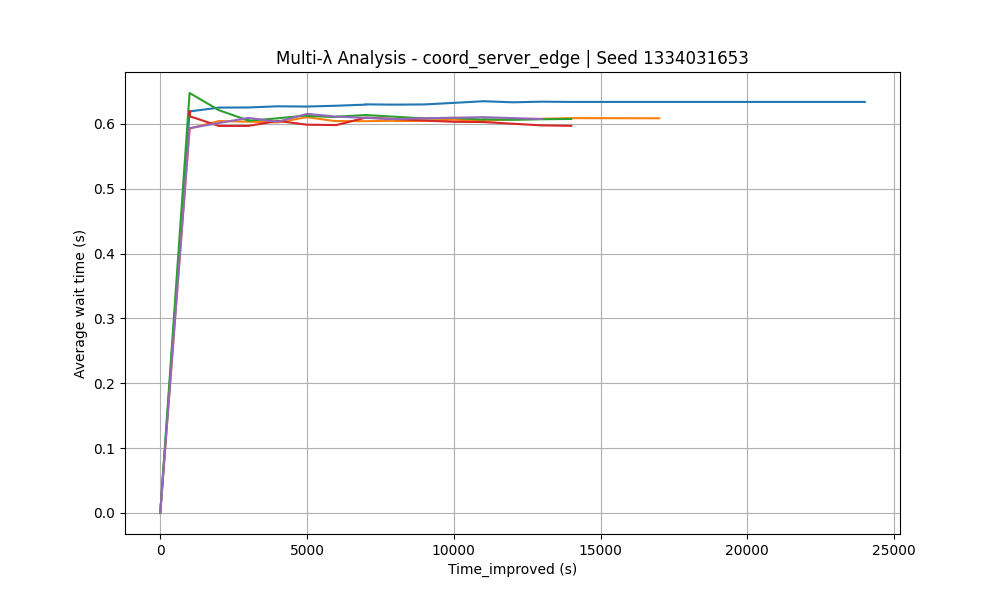 Multi-λ Analysis - coord_server_edge | Seed 1334031653
Average wait time (s)
0.6
0.5
0.4
0.3
0.2
0.1
0.0
0 5000 10000 15000 20000 25000
Time_improved (s)